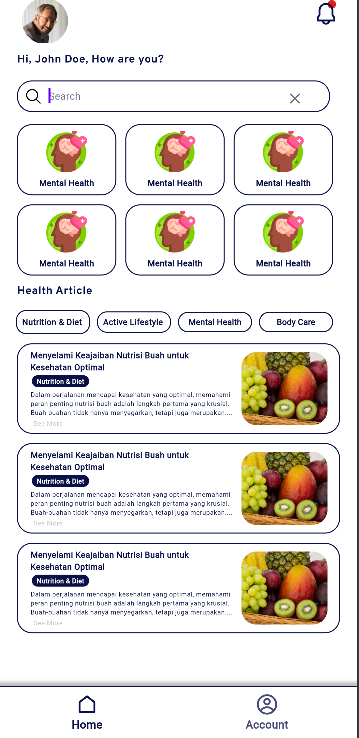 Hi, John Doe, How are you?
Search
Mental Health Mental Health Mental Health
Mental Health Mental Health Mental Health
Health Article
Nutrition & Diet Active Lifestyle Mental Health Body Care
Menyelami Keajaiban Nutrisi Buah untuk
Kesehatan Optimal
Nutrition & Diet
Dalam perjalanan mencapai kesehatan yang optimal, memahami
peran penting nutrisi buah adalah langkah pertama yang krusial.
Buah-buahan tidak hanya menyegarkan, tetapi juga merupakan....
See More
Menyelami Keajaiban Nutrisi Buah untuk
Kesehatan Optimal
Nutrition & Diet
Dalam perjalanan mencapai kesehatan yang optimal, memahami
peran penting nutrisi buah adalah langkah pertama yang krusial.
Buah-buahan tidak hanya menyegarkan, tetapi juga merupakan....
See More
Menyelami Keajaiban Nutrisi Buah untuk
Kesehatan Optimal
Nutrition & Diet
Dalam perjalanan mencapai kesehatan yang optimal, memahami
peran penting nutrisi buah adalah langkah pertama yang krusial.
Buah-buahan tidak hanya menyegarkan, tetapi juga merupakan....
See More
Home Account